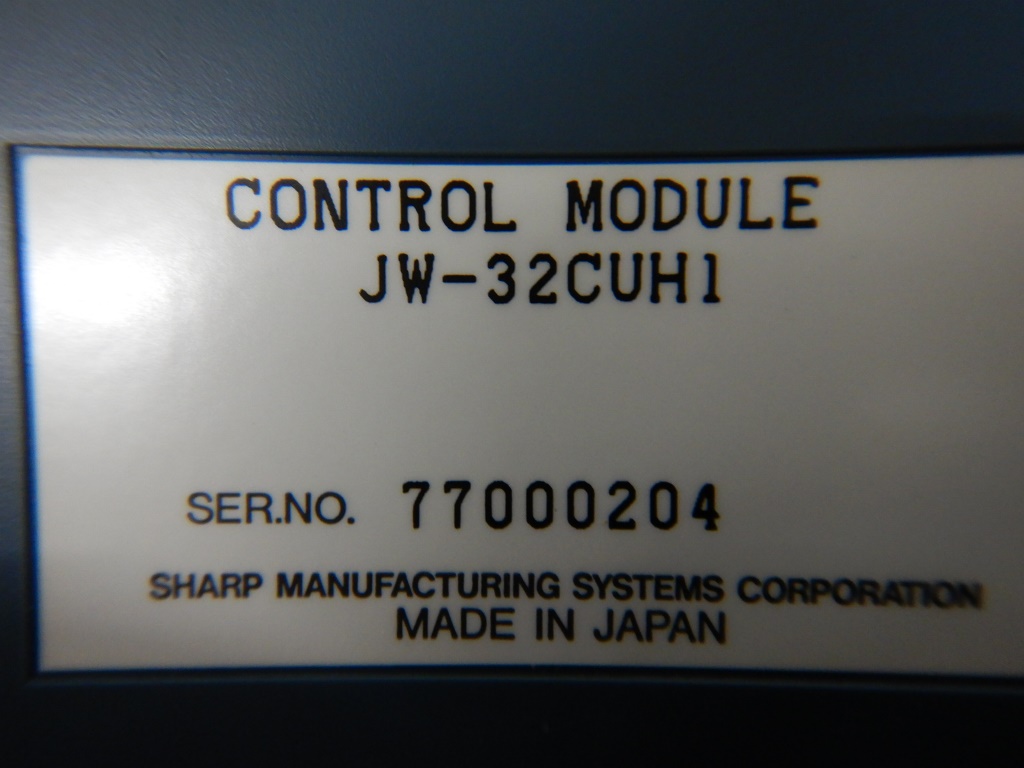 CONTROL MODULE
JW-32CUH1
SER.NO. 77000204
SHARP MANUFACTURING SYSTEMS CORPORATION
MADE IN JAPAN